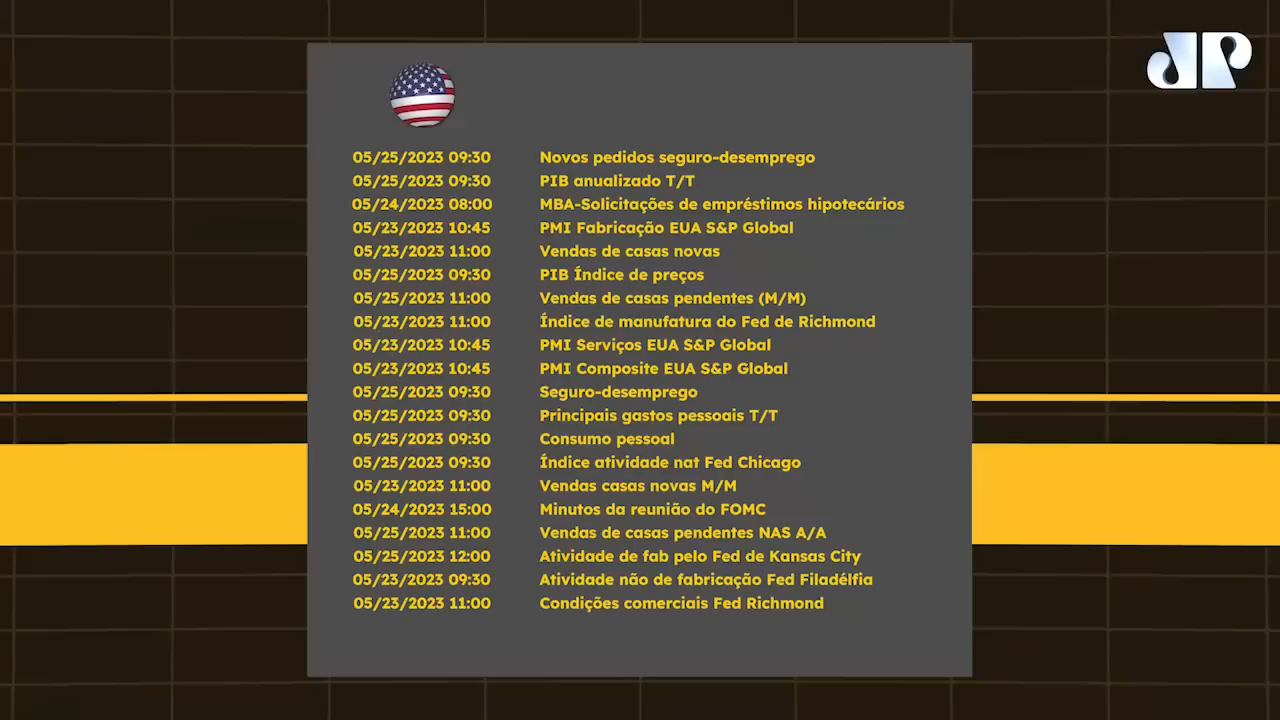 JP
05/25/2023 09:30 Novos pedidos seguro-desemprego
05/25/2023 09:30 PIB anualizado T/T
05/24/2023 08:00 MBA-Solicitações de empréstimos hipotecários
05/23/2023 10:45 PMI Fabricação EUA S&P Global
05/23/2023 11:00 Vendas de casas novas
05/25/2023 09:30 PIB Índice de preços
05/25/2023 11:00 Vendas de casas pendentes (M/M)
05/23/2023 11:00 Índice de manufatura do Fed de Richmond
05/23/2023 10:45 PMI Serviços EUA S&P Global
05/23/2023 10:45 PMI Composite EUA S&P Global
05/25/2023 09:30 Seguro-desemprego
05/25/2023 09:30 Principais gastos pessoais T/T
05/25/2023 09:30 Consumo pessoal
05/25/2023 09:30 Índice atividade nat Fed Chicago
05/23/2023 11:00 Vendas casas novas M/M
05/24/2023 15:00 Minutos da reunião do FOMC
05/25/2023 11:00 Vendas de casas pendentes NAS A/A
05/25/2023 12:00 Atividade de fab pelo Fed de Kansas City
05/23/2023 09:30 Atividade não de fabricação Fed Filadélfia
05/23/2023 11:00 Condições comerciais Fed Richmond